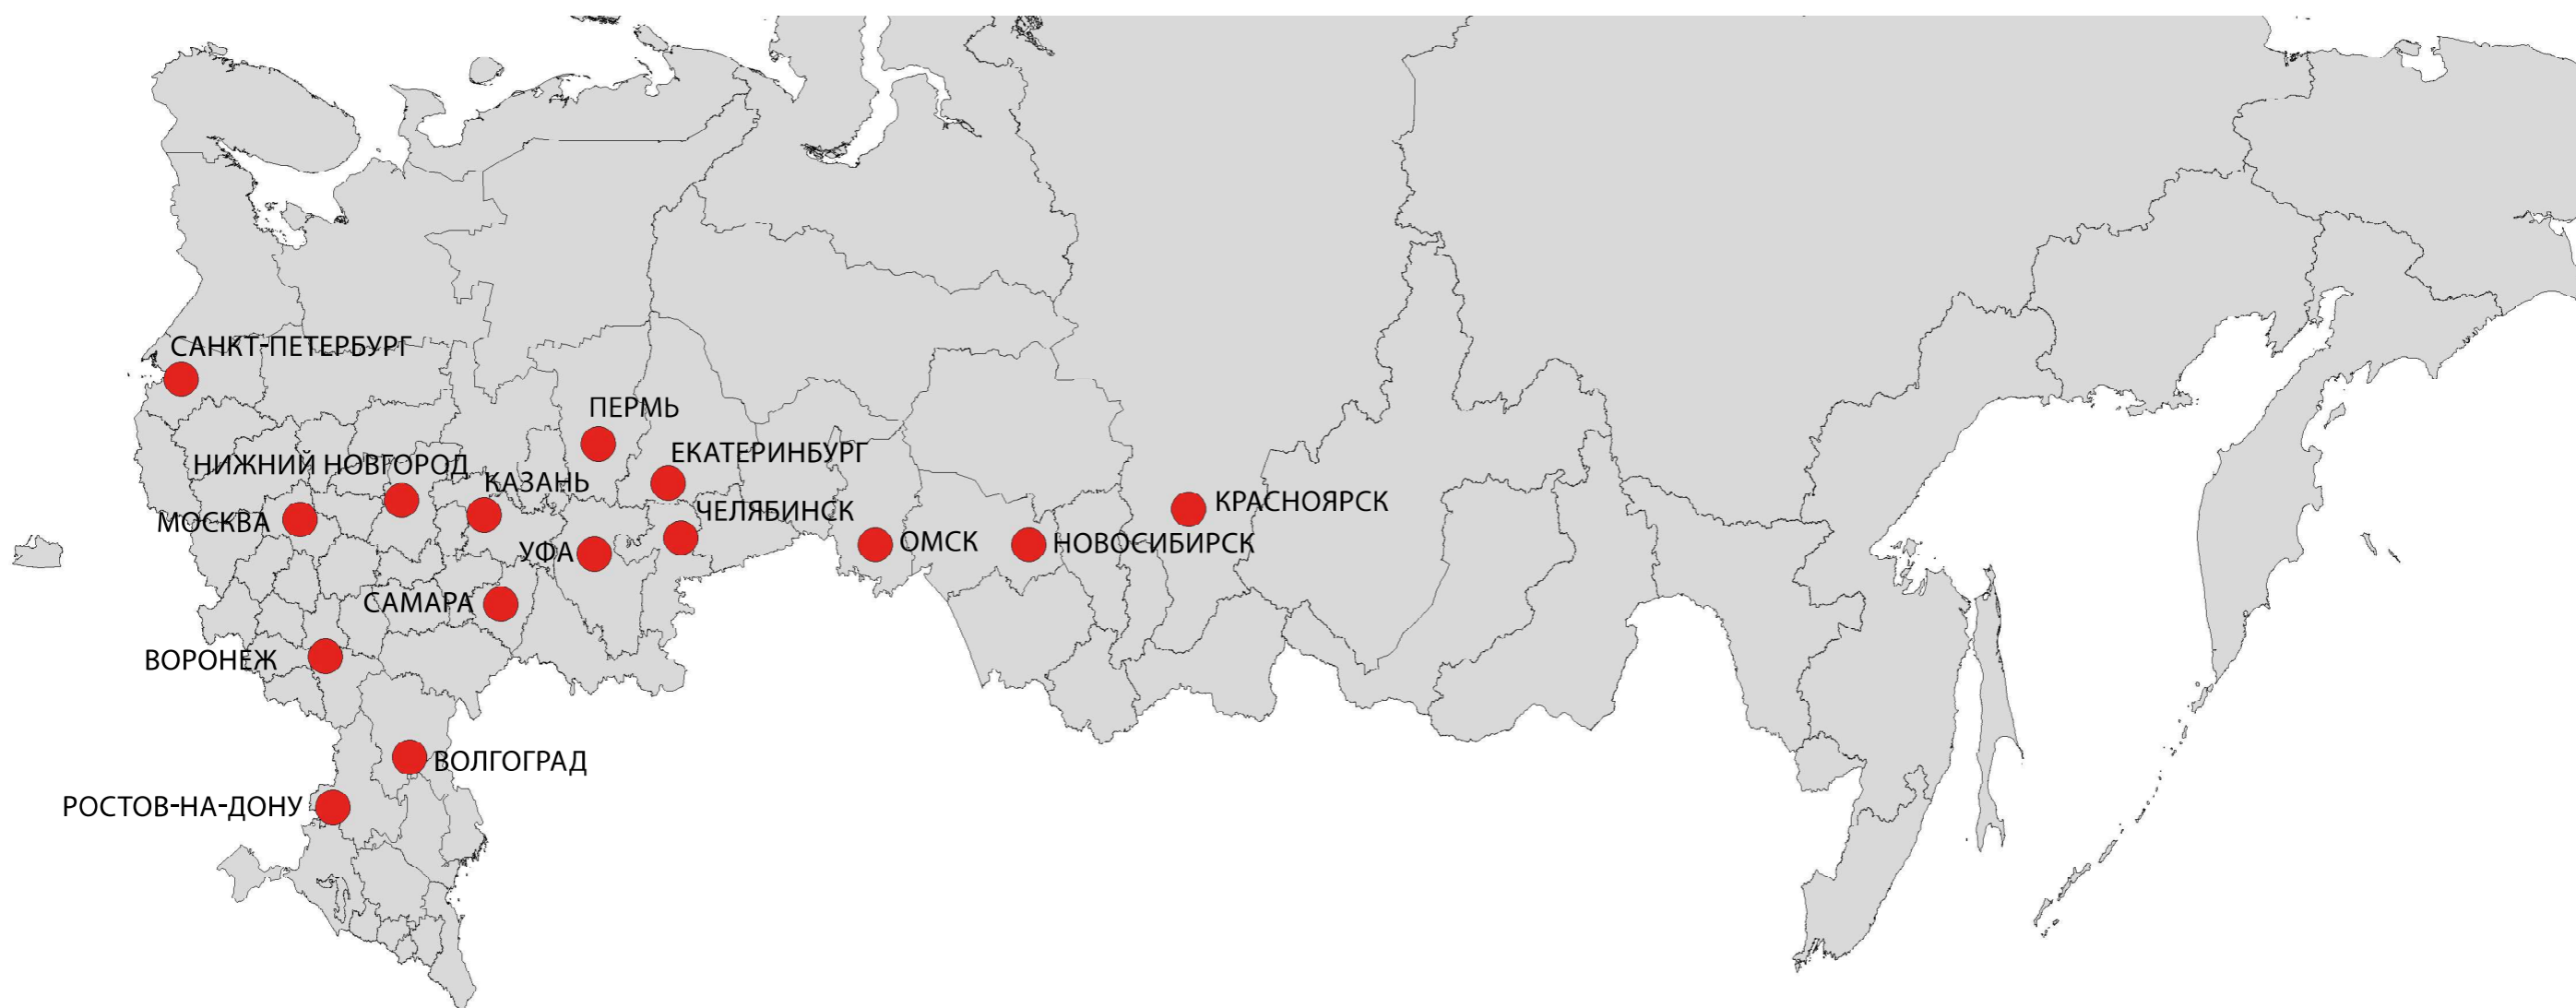 САНКТ-ПЕТЕРБУРГ
ПЕРМЬ
ЕКАТЕРИНБУРГ
НИЖНИЙ НОВГОРОД
КАЗАНЬ
ЧЕЛЯБИНСК
КРАСНОЯРСК
МОСКВА
УФА
ОМСК
НОВОСИБИРСК
САМАРА
ВОРОНЕЖ
ВОЛГОГРАД
РОСТОВ-НА-ДОНУ